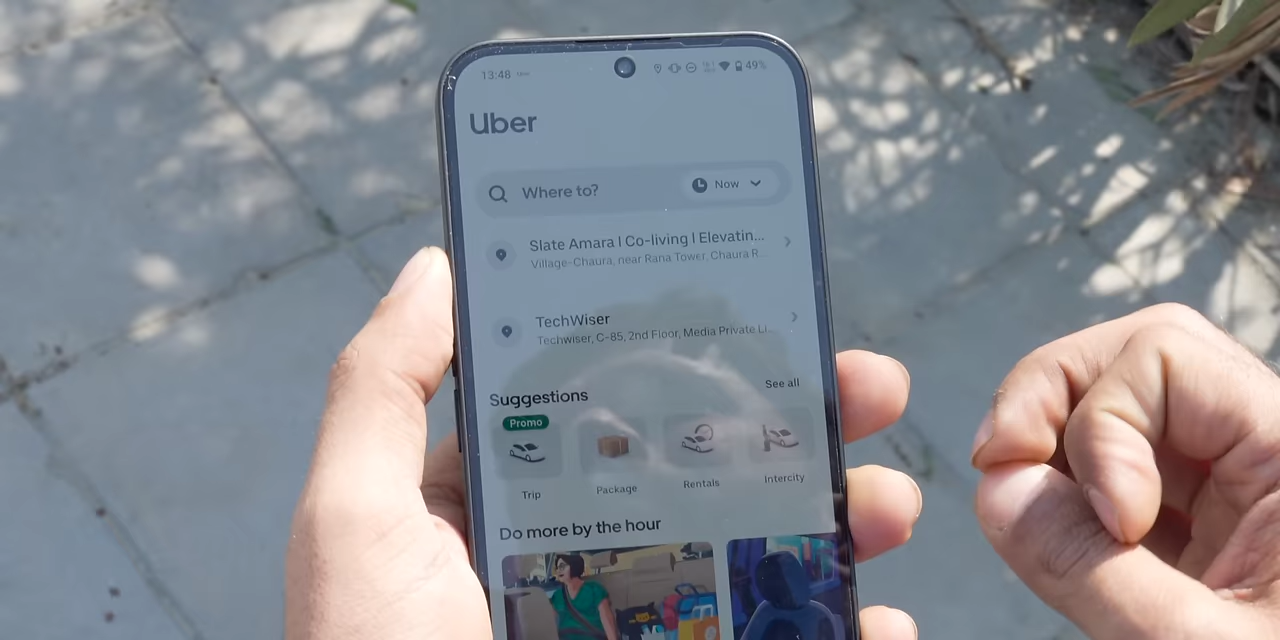 13:48
49%
Uber
Where to?
Now
Slate Amara | Co-living | Elevatin...
Village-Chaura, near Rana Tower, Chaura R...
TechWiser
Techwiser, C-85, 2nd Floor, Media Private Li...
Suggestions
See all
Promo
Trip
Package
Rentals
Intercity
Do more by the hour